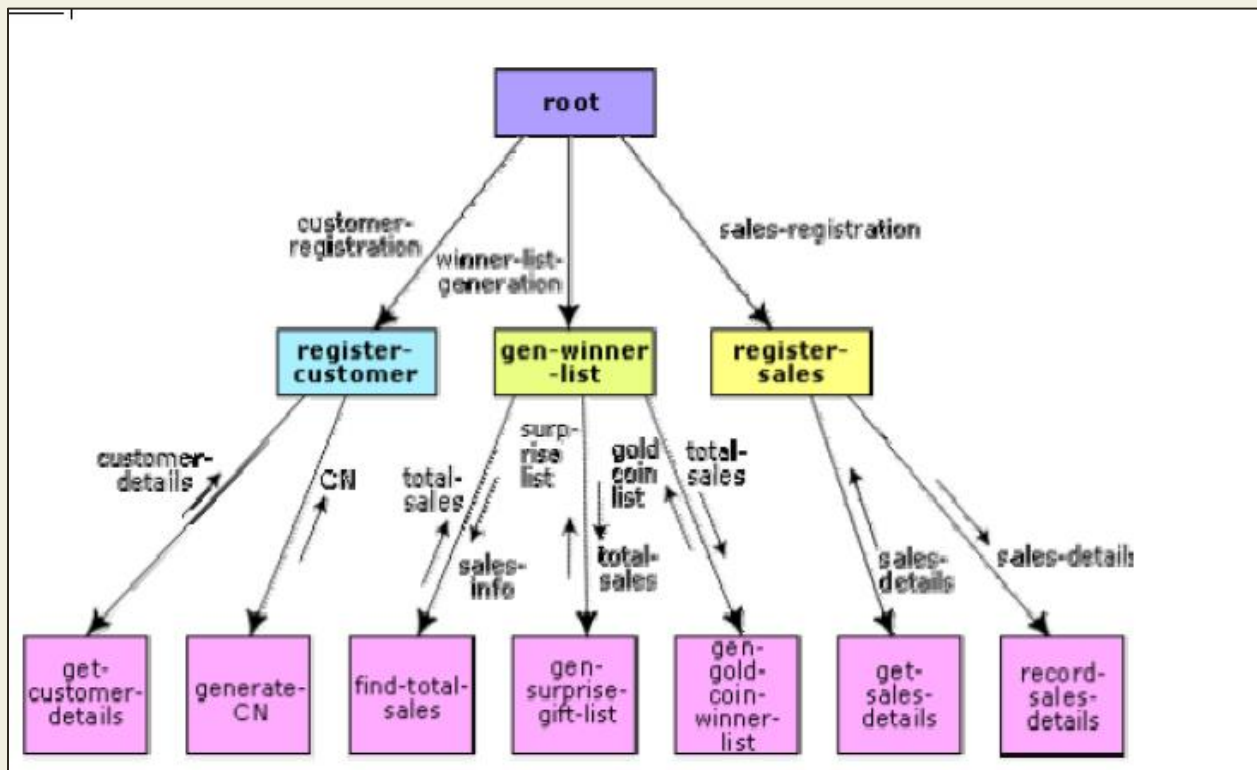 root
customer-
registration
winner-list-
generation
sales-registration
register-
customer
gen-winner
-list
register-
sales
customer-
details
CN
total-
sales
sales-
info
surp-
rise
list
total-
sales
gold
coin
list
total-
sales
sales-
details
sales-details
get-
customer-
details
generate-
CN
find-total-
sales
gen-
surprise-
gift-list
gen-
gold-
coin-
winner-
list
get-
sales-
details
record-
sales-
details